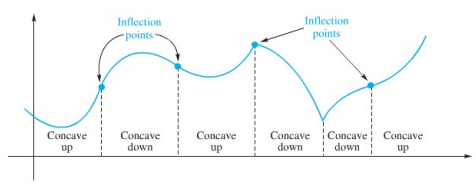 Inflection
points
Inflection
points
Concave
up
Concave
down
Concave
up
Concave
down
Concave
down
Concave
up